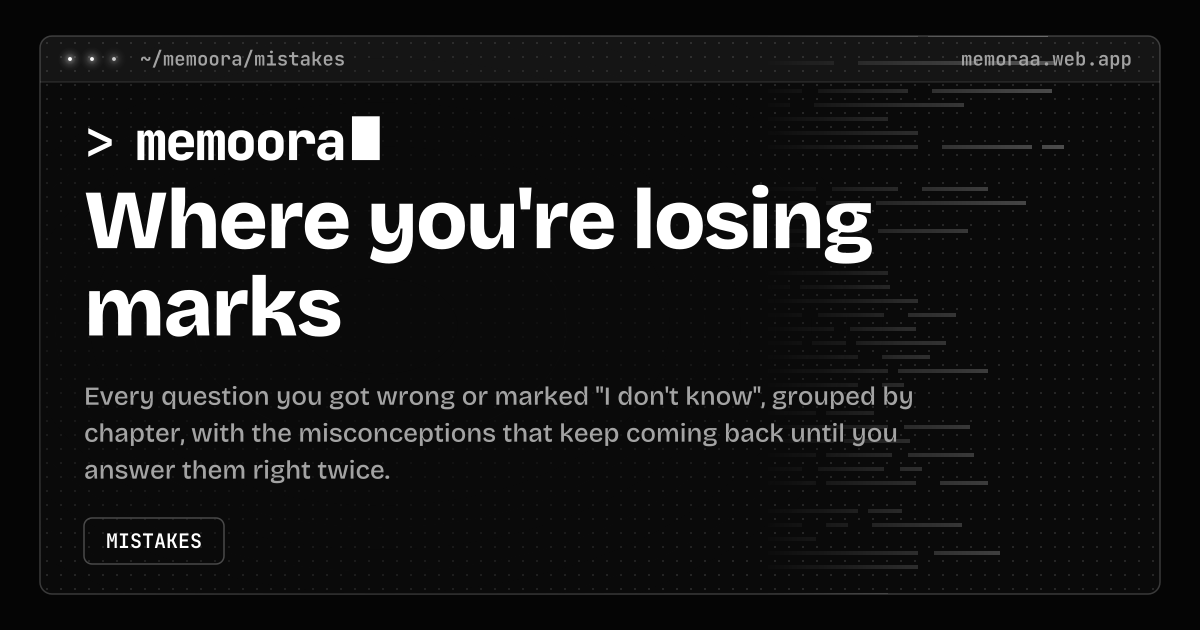 ~/memoora/mistakes
memoraa.web.app
> memoora
Where you're losing
marks
Every question you got wrong or marked "I don't know", grouped by
chapter, with the misconceptions that keep coming back until you
answer them right twice.
MISTAKES